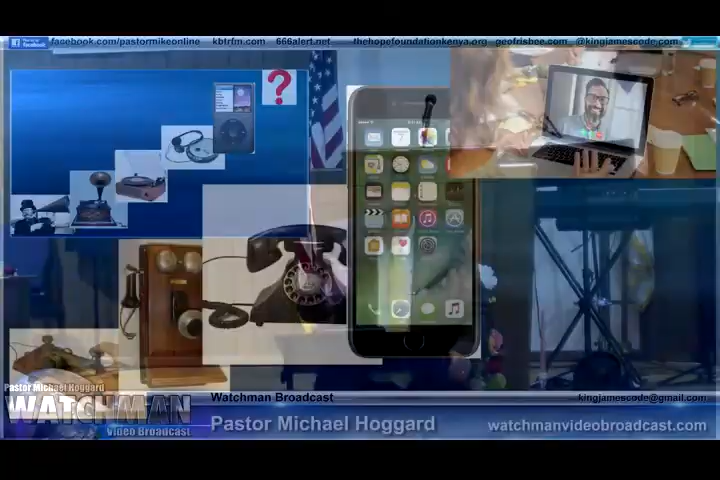 facebook.com/pastormikeonline kbtrfm.com 666alert.net thehopefoundationkenya.org geofrisbee.com @kingjamescode.com
?
Pastor Michael Hoggard
WATCHMAN
Video Broadcast
Watchman Broadcast
kingjamescode@gmail.com
Pastor Michael Hoggard
watchmanvideobroadcast.com